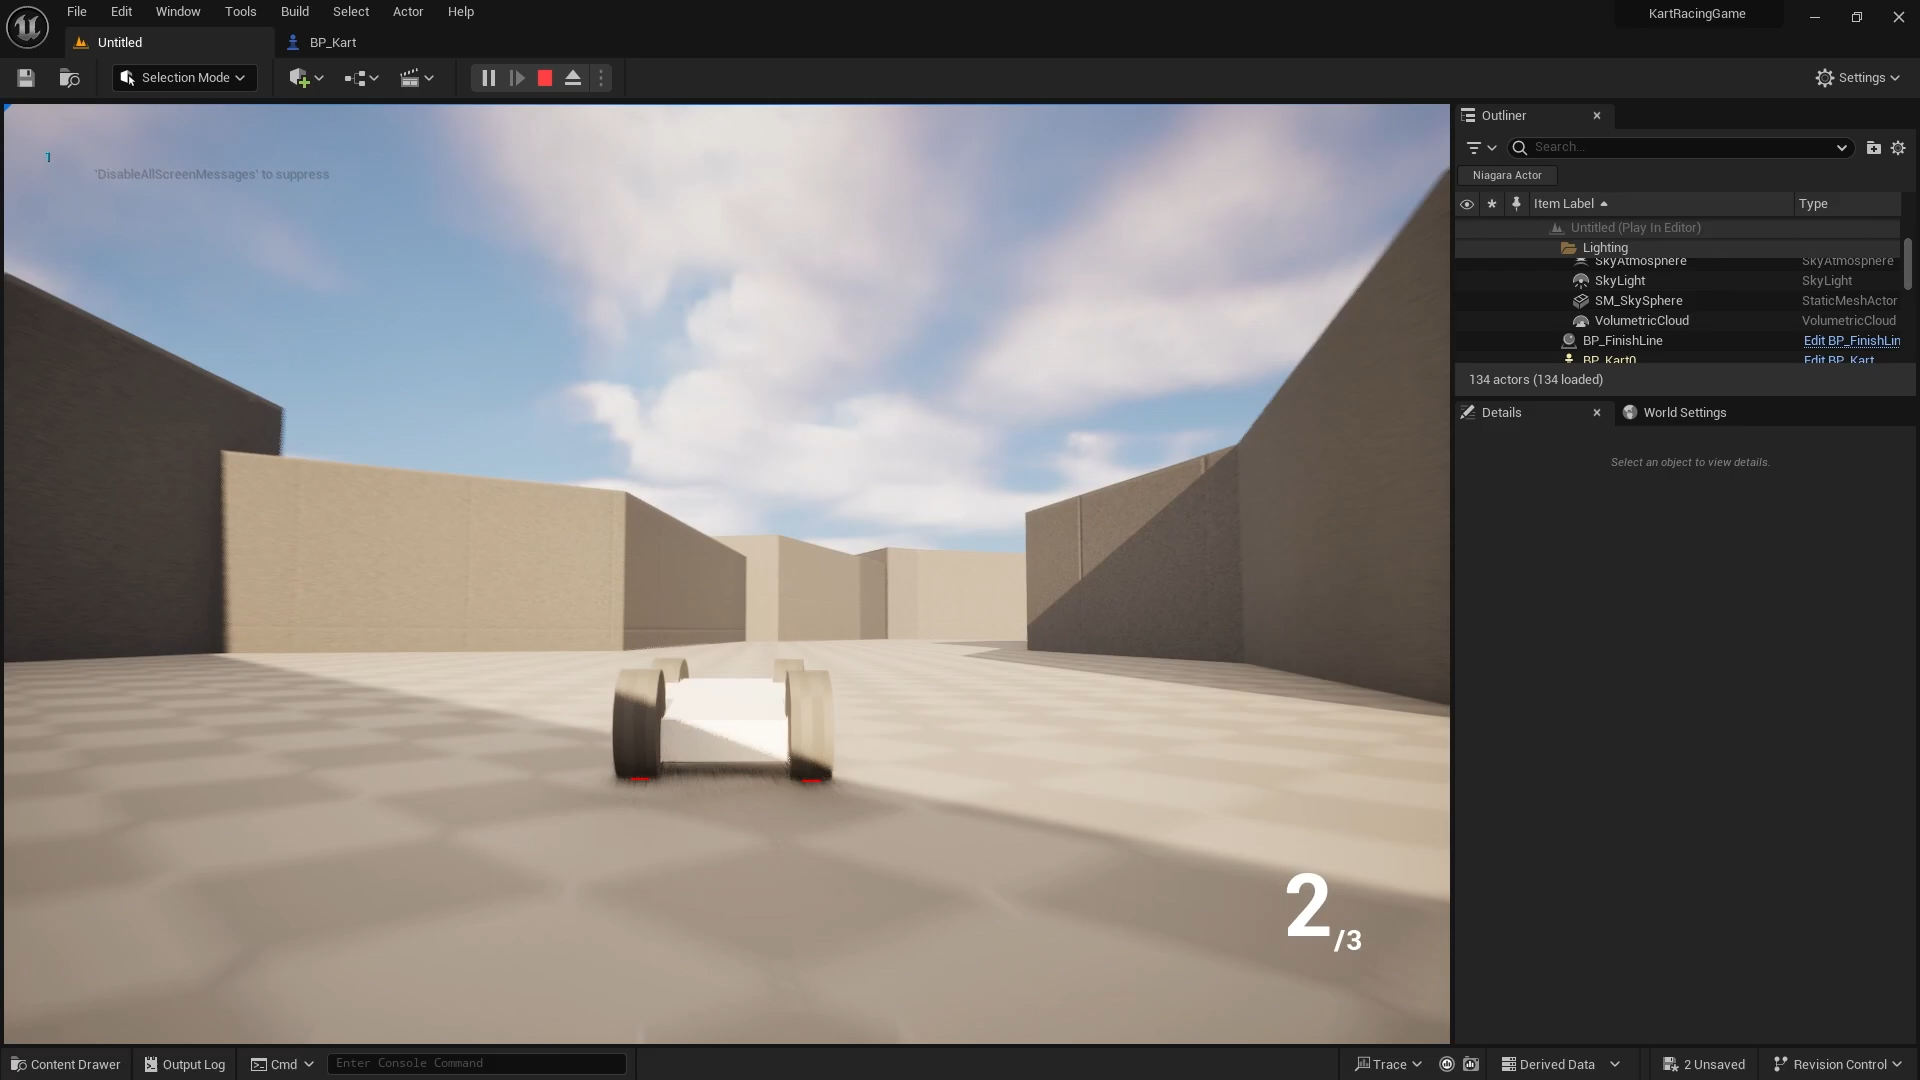 File Edit Window Tools Build Select Actor Help
KartRacingGame
Untitled BP_Kart
Selection Mode
Settings
Outliner
1
Search...
'DisableAllScreenMessages' to suppress
Niagara Actor
Item Label Type
Untitled (Play In Editor)
Lighting
SkyAtmosphere SkyAtmosphere
SkyLight SkyLight
SM_SkySphere StaticMeshActor
VolumetricCloud VolumetricCloud
BP_FinishLine Edit BP_FinishLin
BP_Kart0 Edit BP_Kart
134 actors (134 loaded)
Details World Settings
Select an object to view details.
2/3
Content Drawer Output Log Cmd Enter Console Command Trace Derived Data 2 Unsaved Revision Control